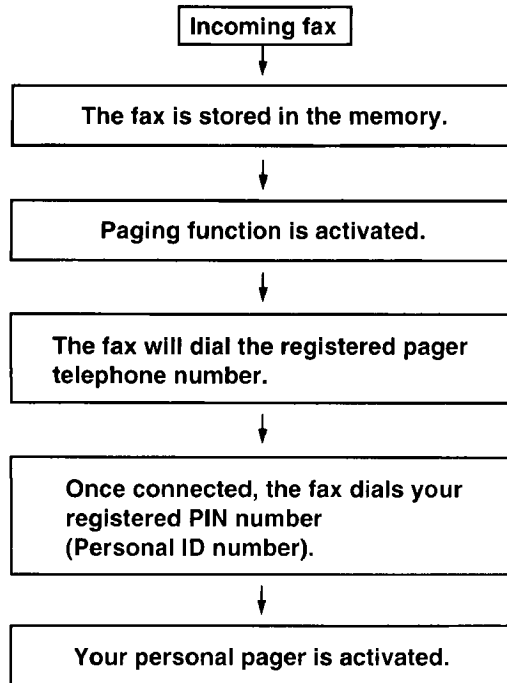 Incoming fax
The fax is stored in the memory.
Paging function is activated.
The fax will dial the registered pager
telephone number.
Once connected, the fax dials your
registered PIN number
(Personal ID number).
Your personal pager is activated.